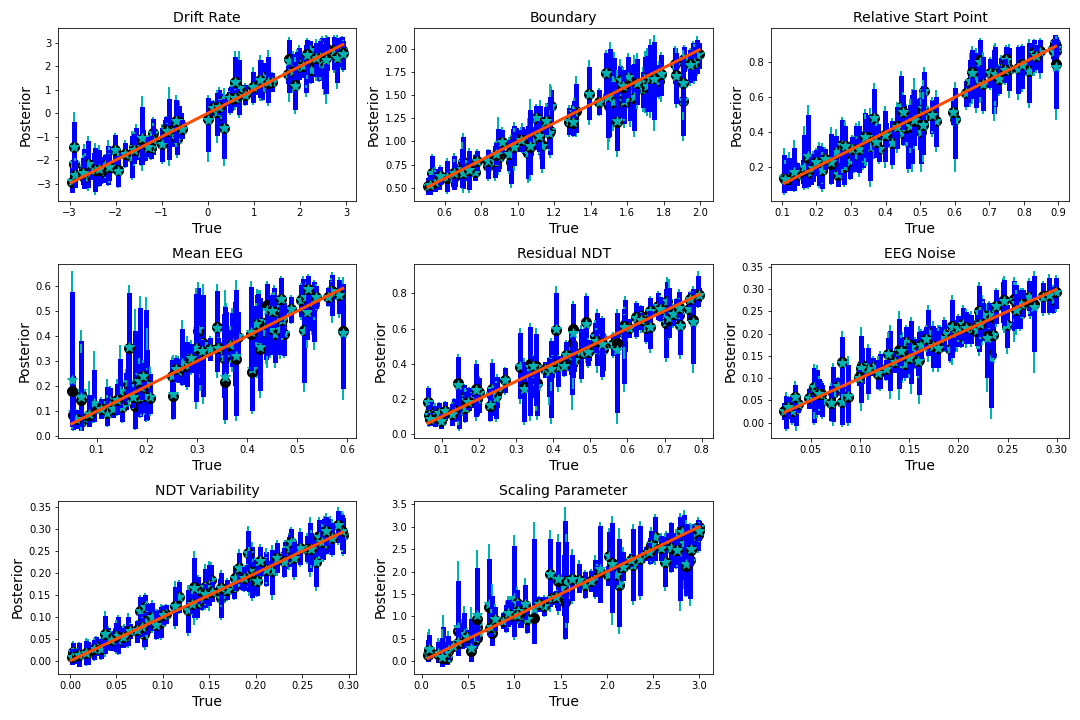 Drift Rate
Posterior
3
2
1
0
−1
−2
−3
−3 −2 −1 0 1 2 3
True
Boundary
Posterior
2.00
1.75
1.50
1.25
1.00
0.75
0.50
0.6 0.8 1.0 1.2 1.4 1.6 1.8 2.0
True
Relative Start Point
Posterior
0.8
0.6
0.4
0.2
0.1 0.2 0.3 0.4 0.5 0.6 0.7 0.8 0.9
True
Mean EEG
Posterior
0.6
0.5
0.4
0.3
0.2
0.1
0.0
0.1 0.2 0.3 0.4 0.5 0.6
True
Residual NDT
Posterior
0.8
0.6
0.4
0.2
0.0
0.1 0.2 0.3 0.4 0.5 0.6 0.7 0.8
True
EEG Noise
Posterior
0.35
0.30
0.25
0.20
0.15
0.10
0.05
0.00
0.05 0.10 0.15 0.20 0.25 0.30
True
NDT Variability
Posterior
0.35
0.30
0.25
0.20
0.15
0.10
0.05
0.00
0.00 0.05 0.10 0.15 0.20 0.25 0.30
True
Scaling Parameter
Posterior
3.5
3.0
2.5
2.0
1.5
1.0
0.5
0.0
0.0 0.5 1.0 1.5 2.0 2.5 3.0
True